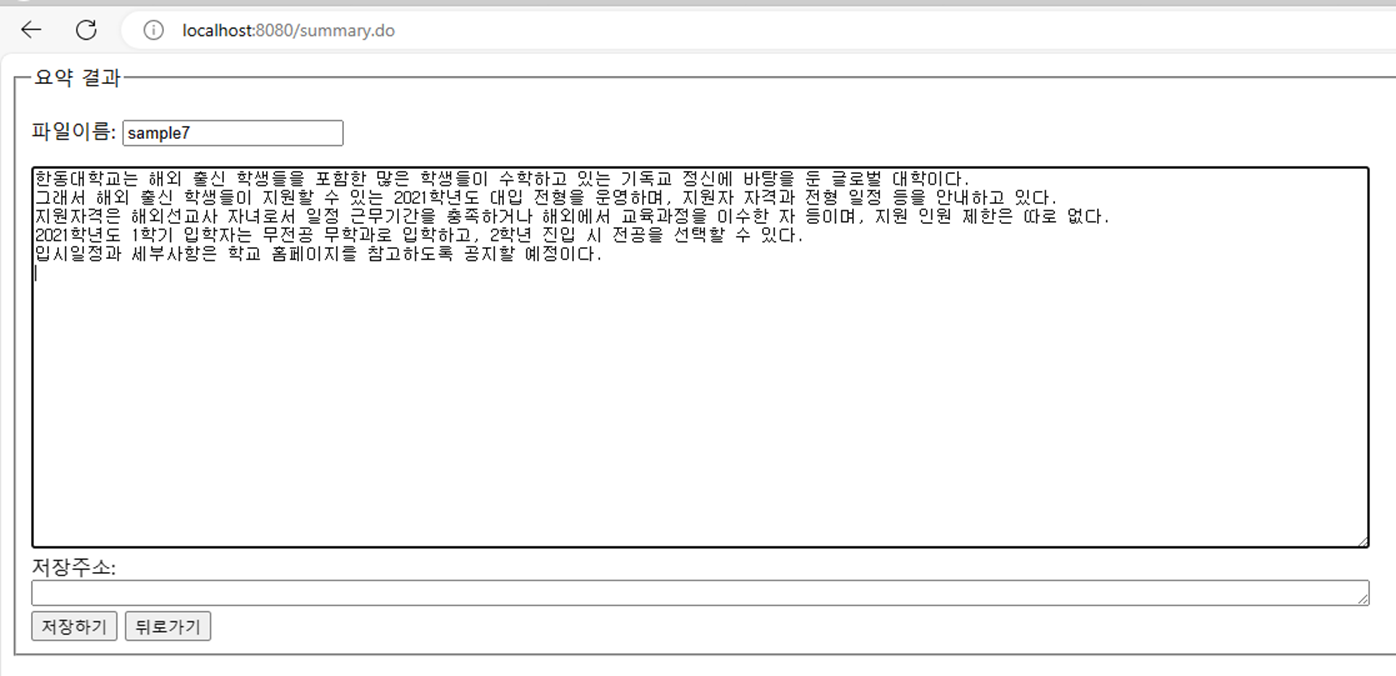 localhost:8080/summary.do
요약 결과
파일이름: sample7
한동대학교는 해외 출신 학생들을 포함한 많은 학생들이 수학하고 있는 기독교 정신에 바탕을 둔 글로벌 대학이다.
그래서 해외 출신 학생들이 지원할 수 있는 2021학년도 대입 전형을 운영하며, 지원자 자격과 전형 일정 등을 안내하고 있다.
지원자격은 해외선교사 자녀로서 일정 근무기간을 충족하거나 해외에서 교육과정을 이수한 자 등이며, 지원 인원 제한은 따로 없다.
2021학년도 1학기 입학자는 무전공 무학과로 입학하고, 2학년 진입 시 전공을 선택할 수 있다.
입시일정과 세부사항은 학교 홈페이지를 참고하도록 공지할 예정이다.
저장주소:
저장하기 뒤로가기